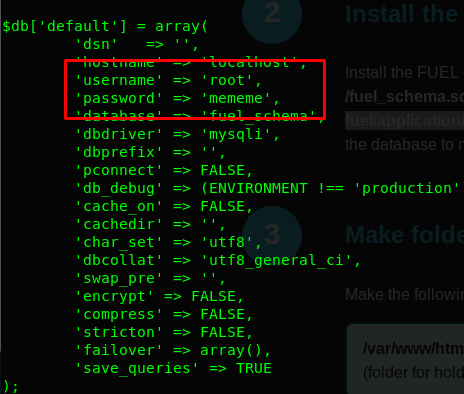 $db['default'] = array(
'dsn' => '',
'hostname' => 'localhost',
'username' => 'root',
'password' => 'mememe',
'database' => 'fuel_schema',
'dbdriver' => 'mysqli',
'dbprefix' => '',
'pconnect' => FALSE,
'db_debug' => (ENVIRONMENT !== 'production'
'cache_on' => FALSE,
'cachedir' => '',
'char_set' => 'utf8',
'dbcollat' => 'utf8_general_ci',
'swap_pre' => '',
'encrypt' => FALSE,
'compress' => FALSE,
'stricton' => FALSE,
'failover' => array(),
'save_queries' => TRUE
);
2
Install the
Install the FUEL
/fuel_schema.s
fuel/application/
the database to
3
Make folde
Make the followin
/var/www/htm
(folder for hold